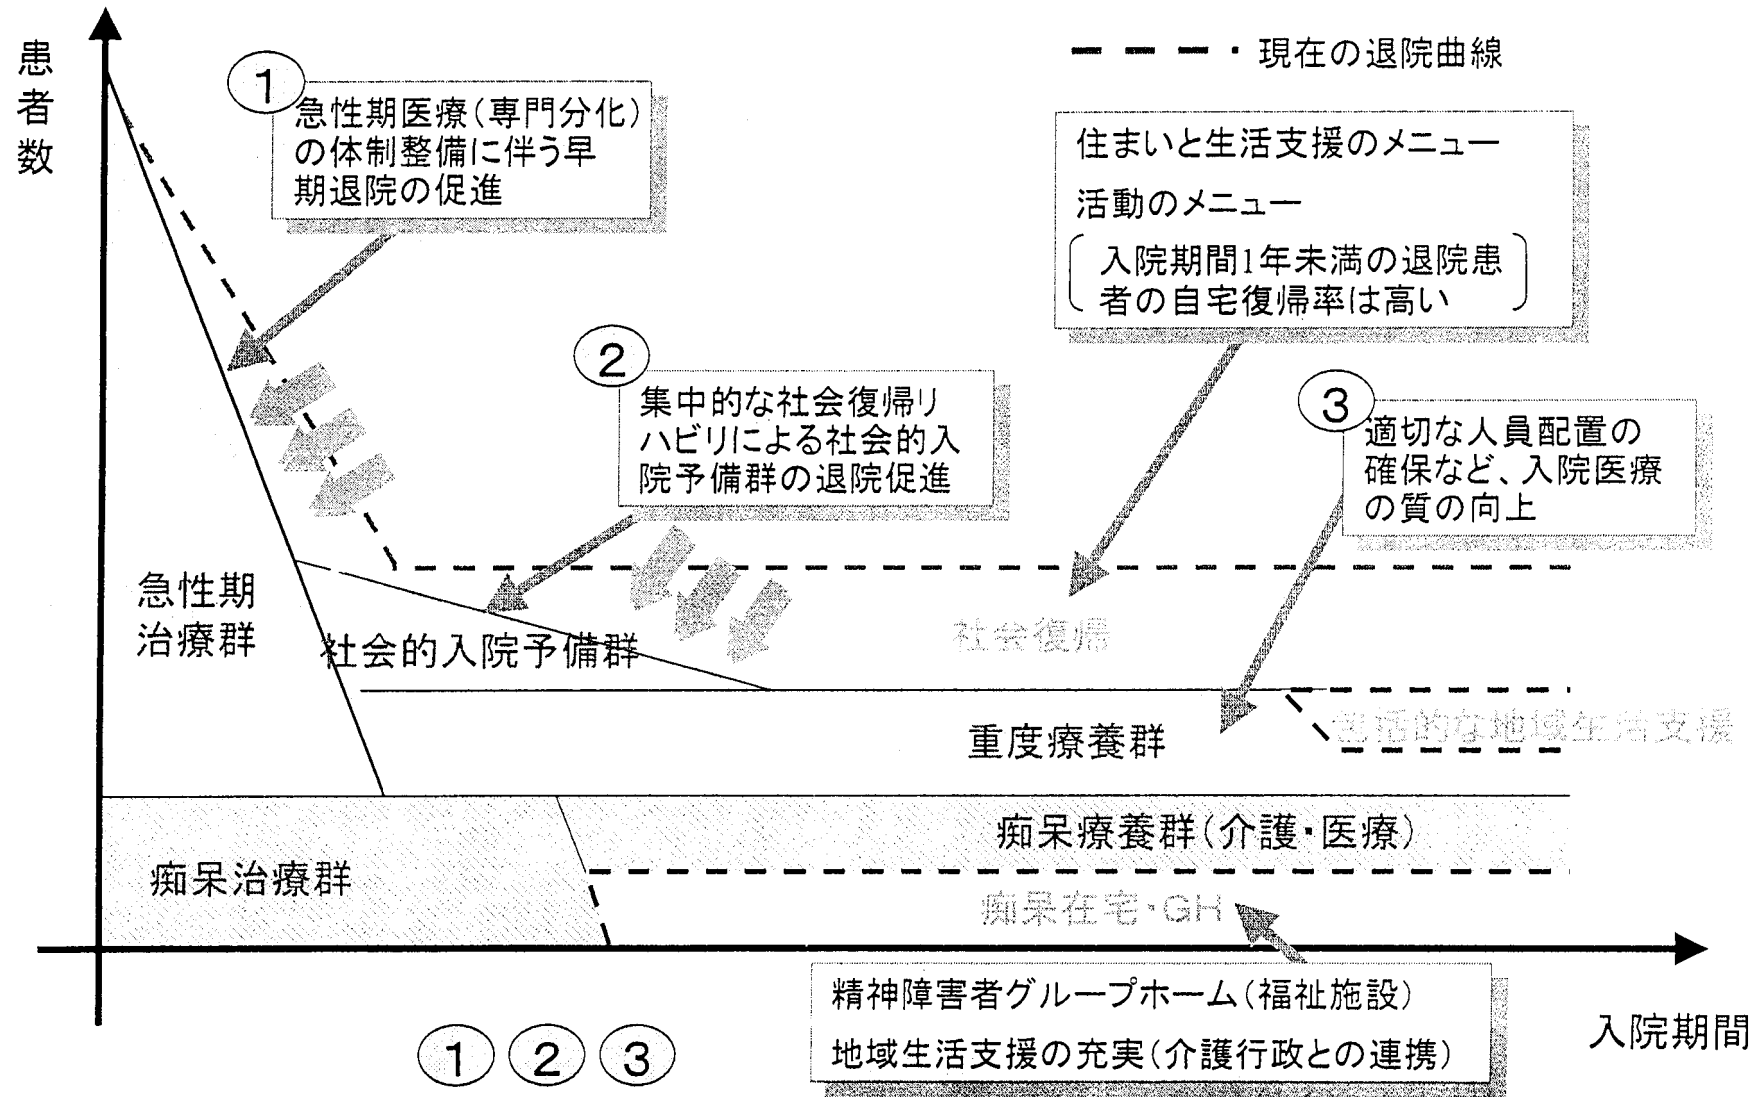 患者数
現在の退院曲線
①
急性期医療（専門分化）
の体制整備に伴う早
期退院の促進
住まいと生活支援のメニュー
活動のメニュー
入院期間1年未満の退院患
者の自宅復帰率は高い
②
集中的な社会復帰リ
ハビリによる社会的入
院予備群の退院促進
③
適切な人員配置の
確保など、入院医療
の質の向上
急性期
治療群
社会的入院予備群
社会復帰
重度療養群
包括的な地域生活支援
痴呆療養群（介護・医療）
痴呆治療群
痴呆在宅・GH
精神障害者グループホーム（福祉施設）
地域生活支援の充実（介護行政との連携）
入院期間
① ② ③